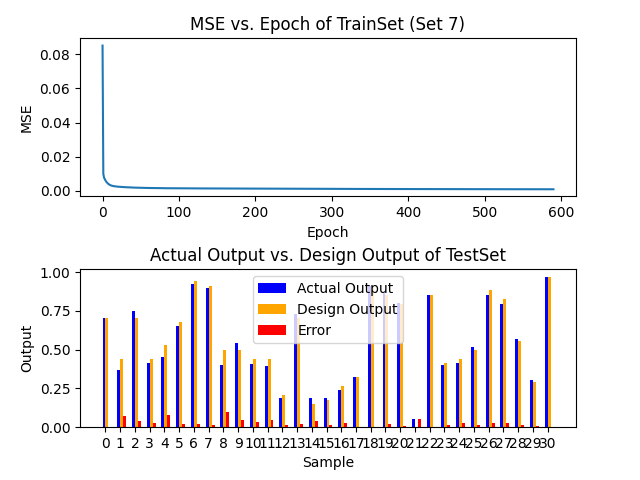 MSE vs. Epoch of TrainSet (Set 7)
0.08
0.06
0.04
0.02
0.00
MSE
0 100 200 300 400 500 600
Epoch
Actual Output vs. Design Output of TestSet
1.00
0.75
0.50
0.25
0.00
Output
Actual Output
Design Output
Error
0 1 2 3 4 5 6 7 8 9 10 11 12 13 14 15 16 17 18 19 20 21 22 23 24 25 26 27 28 29 30
Sample